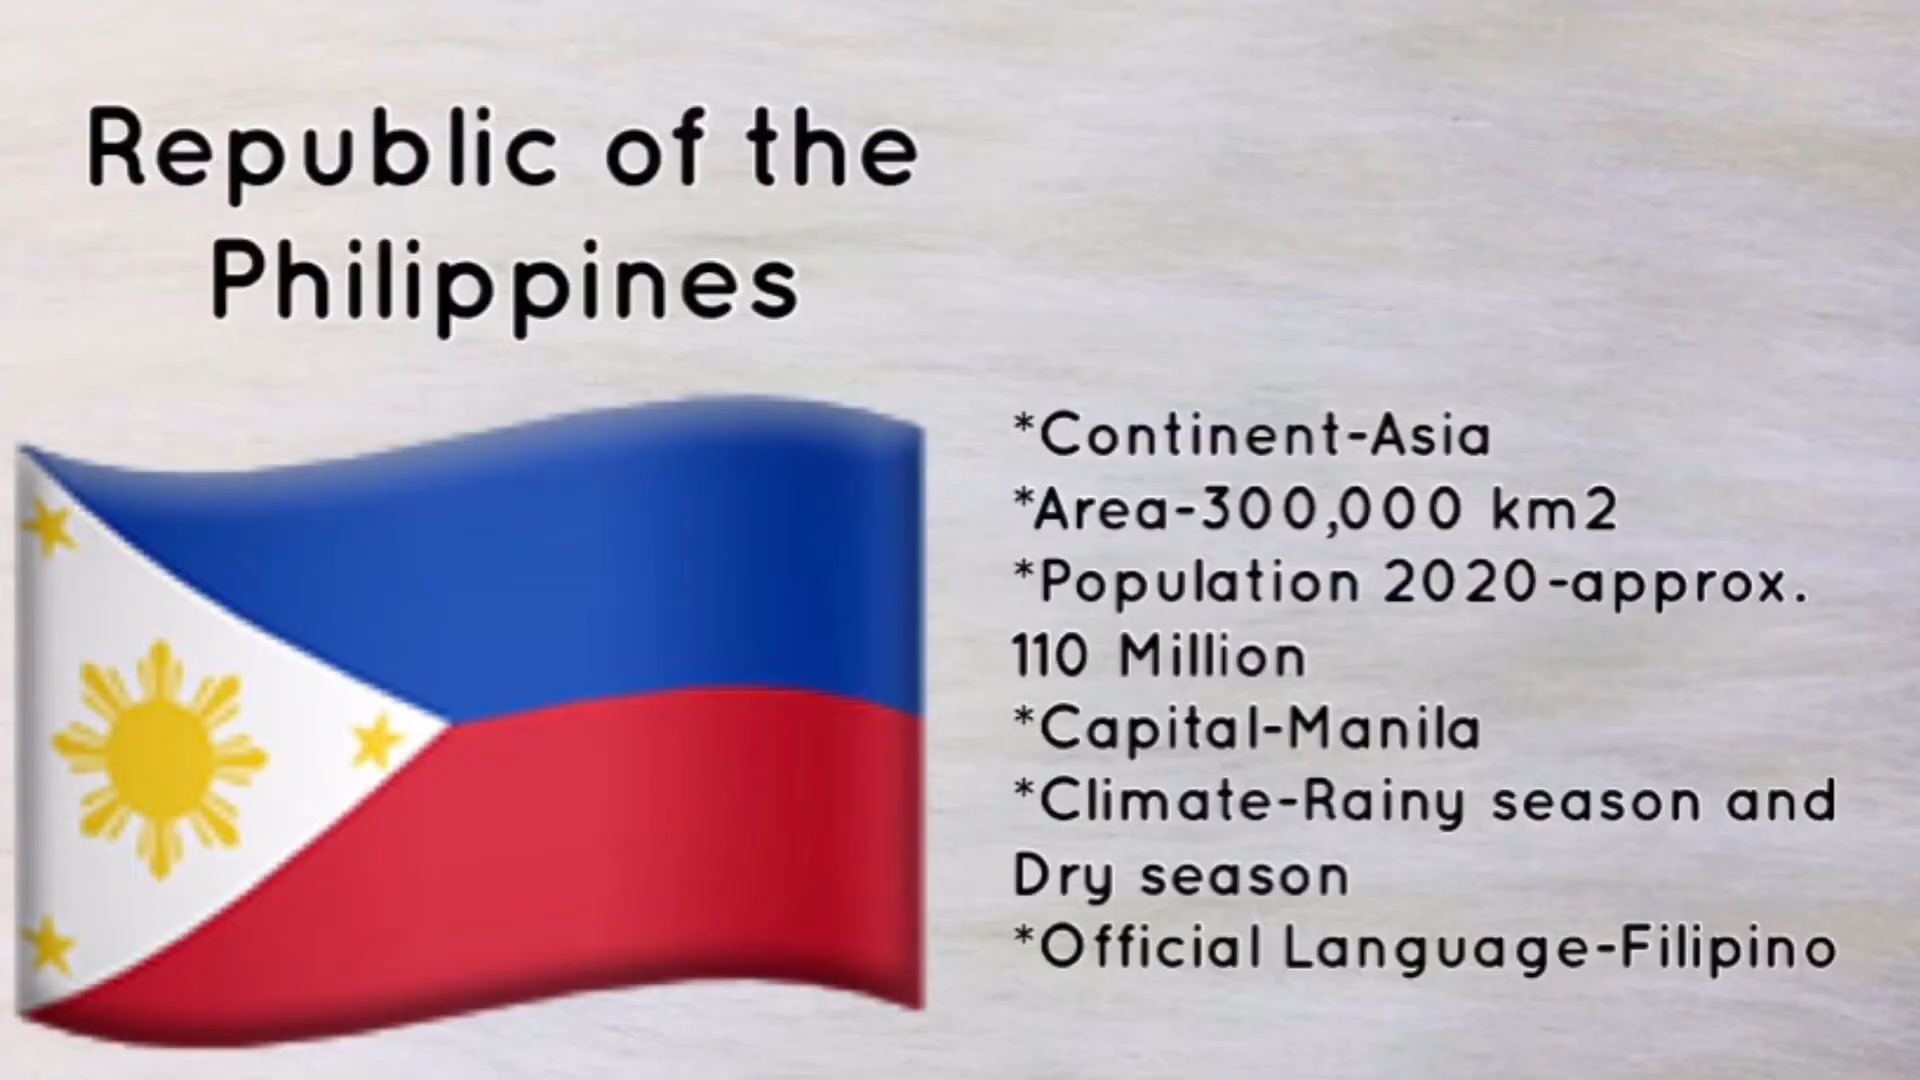 Republic of the
Philippines
*Continent-Asia
*Area-300,000 km2
*Population 2020-approx.
110 Million
*Capital-Manila
*Climate-Rainy season and
Dry season
*Official Language-Filipino